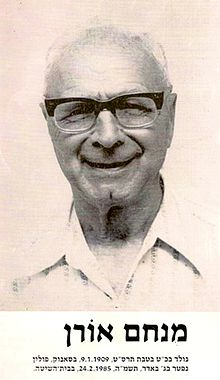 מנחם אורן
נולד בכ״ט בטבת תרס״ט, 9.1.1909, בסאנוק, פולין
נפטר בג׳ באדר, תשמ״ה, 24.2.1985, בבית־השיטה.